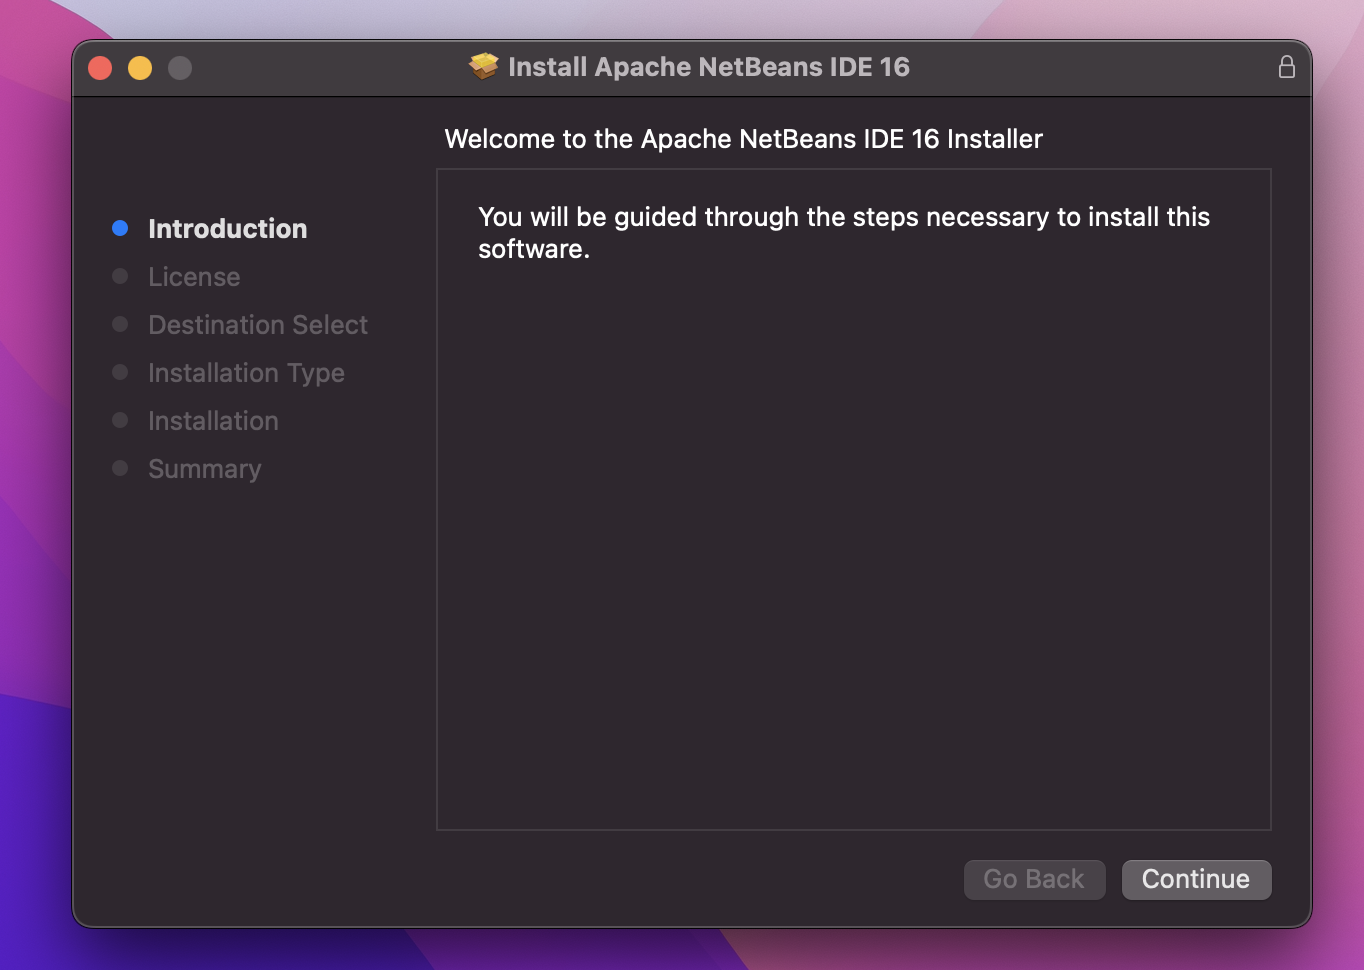 Install Apache NetBeans IDE 16
Welcome to the Apache NetBeans IDE 16 Installer
Introduction
License
Destination Select
Installation Type
Installation
Summary
You will be guided through the steps necessary to install this
software.
Go Back
Continue